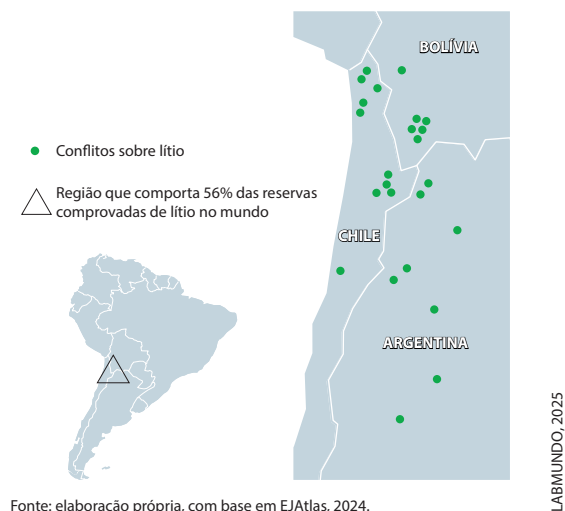 BOLÍVIA
Conflitos sobre lítio
Região que comporta 56% das reservas
comprovadas de lítio no mundo
CHILE
ARGENTINA
LABMUNDO, 2025
Fonte: elaboração própria, com base em EJAtlas, 2024.